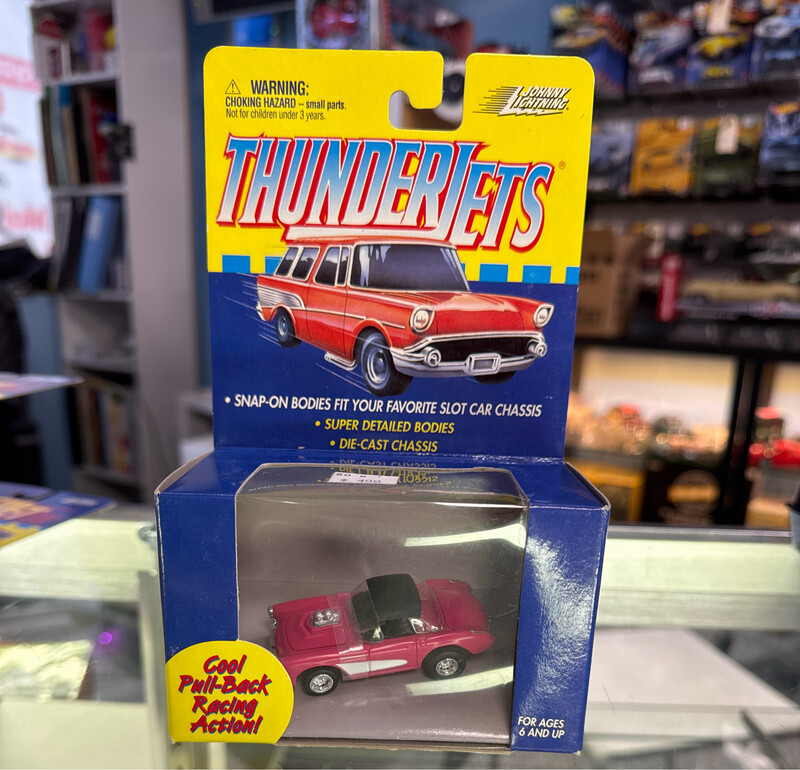 ⚠ WARNING:
CHOKING HAZARD – small parts.
Not for children under 3 years.
JOHNNY
LIGHTNING
THUNDERJETS®
• SNAP-ON BODIES FIT YOUR FAVORITE SLOT CAR CHASSIS
• SUPER DETAILED BODIES
• DIE-CAST CHASSIS
Cool
Pull-Back
Racing
Action!
FOR AGES
6 AND UP